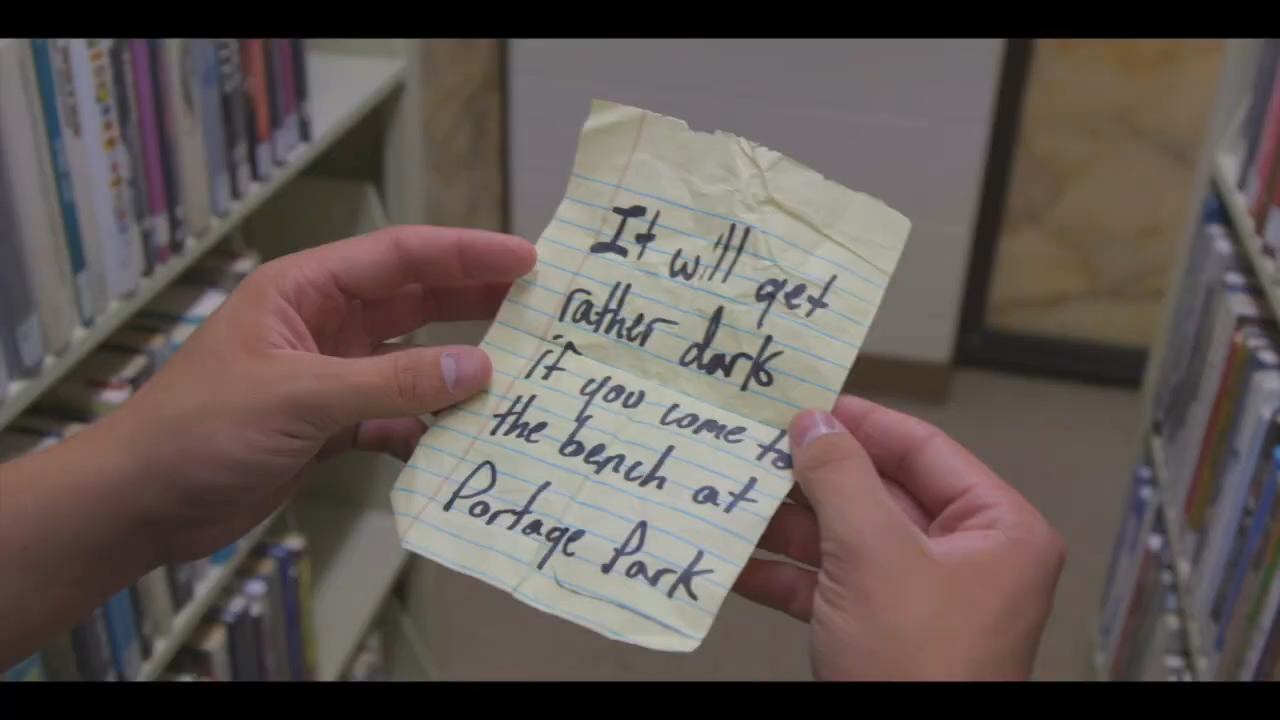 It will get
rather dark
if you come to
the bench at
Portage Park